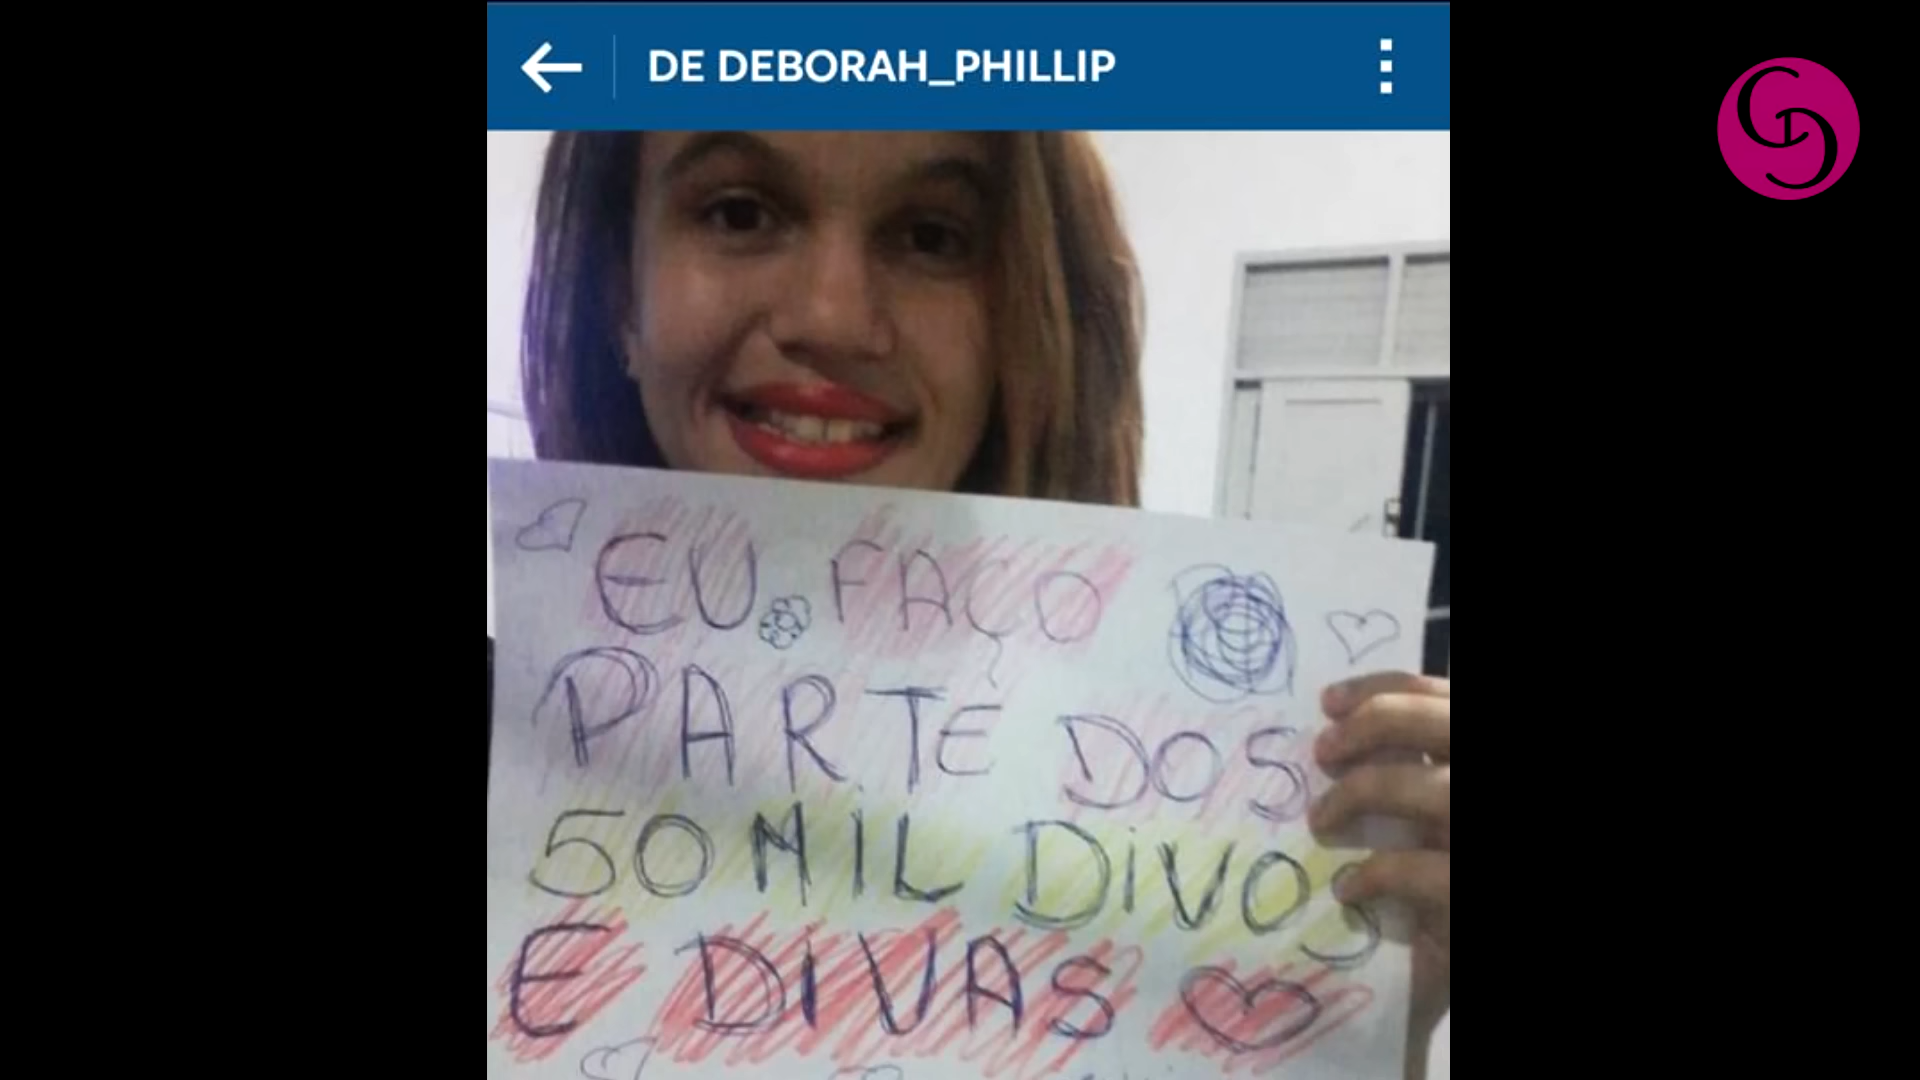 DE DEBORAH_PHILLIP
EU FAÇO
PARTE DOS
50 MIL DIVOS
E DIVAS